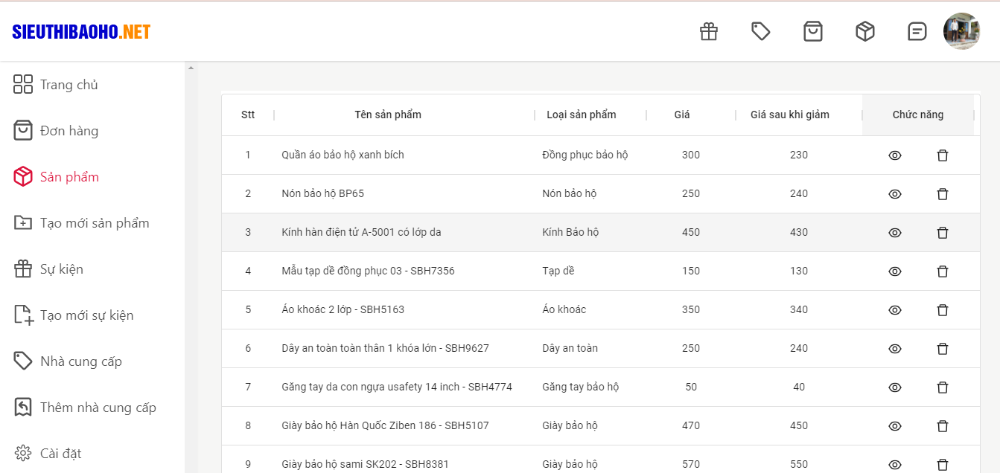 SIEUTHIBAOHO.NET
Trang chủ
Đơn hàng
Sản phẩm
Tạo mới sản phẩm
Sự kiện
Tạo mới sự kiện
Nhà cung cấp
Thêm nhà cung cấp
Cài đặt
Stt Tên sản phẩm Loại sản phẩm Giá Giá sau khi giảm Chức năng
1 Quần áo bảo hộ xanh bích Đồng phục bảo hộ 300 230
2 Nón bảo hộ BP65 Nón bảo hộ 250 240
3 Kính hàn điện tử A-5001 có lớp da Kính Bảo hộ 450 430
4 Mẫu tạp dề đồng phục 03 - SBH7356 Tạp dề 150 130
5 Áo khoác 2 lớp - SBH5163 Áo khoác 350 340
6 Dây an toàn toàn thân 1 khóa lớn - SBH9627 Dây an toàn 250 240
7 Găng tay da con ngựa usafety 14 inch - SBH4774 Găng tay bảo hộ 50 40
8 Giày bảo hộ Hàn Quốc Ziben 186 - SBH5107 Giày bảo hộ 470 450
9 Giày bảo hộ sami SK202 - SBH8381 Giày bảo hộ 570 550